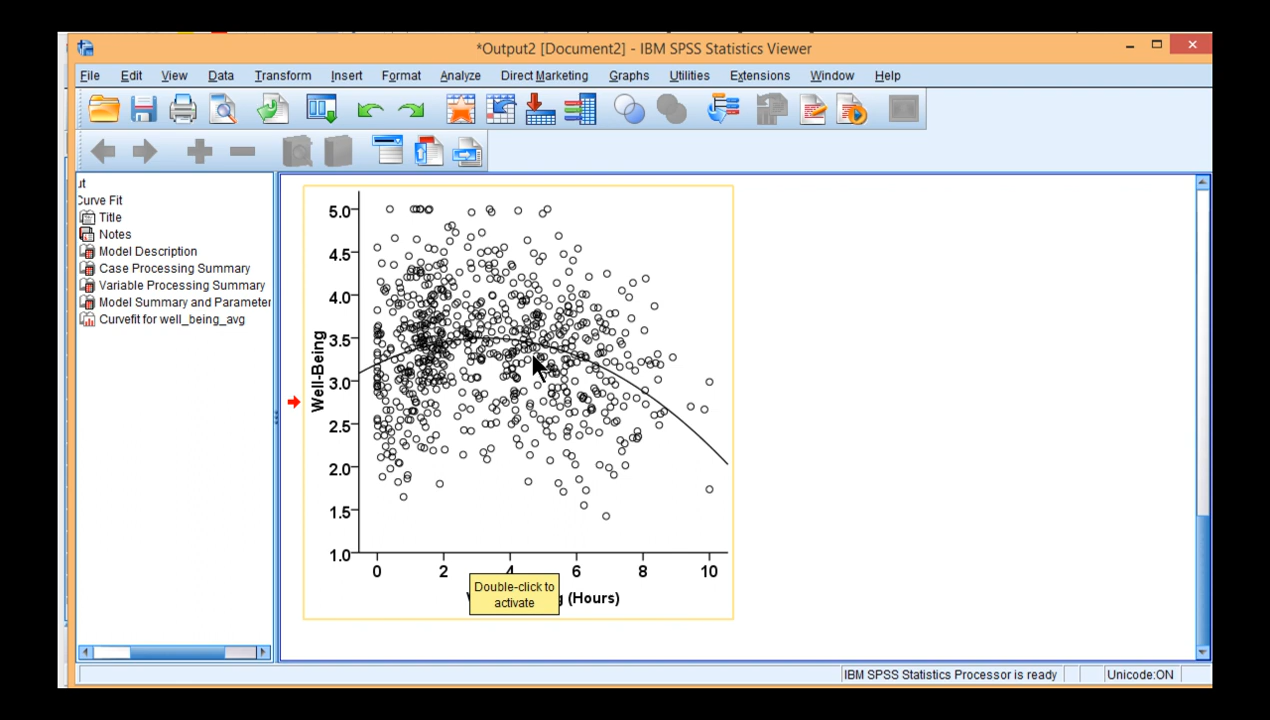 *Output2 [Document2] - IBM SPSS Statistics Viewer
File Edit View Data Transform Insert Format Analyze Direct Marketing Graphs Utilities Extensions Window Help
ut
Curve Fit
Title
Notes
Model Description
Case Processing Summary
Variable Processing Summary
Model Summary and Parameter
Curvefit for well_being_avg
5.0
4.5
4.0
3.5
3.0
2.5
2.0
1.5
1.0
Well-Being
0 2 4 6 8 10
(Hours)
Double-click to
activate
IBM SPSS Statistics Processor is ready Unicode:ON